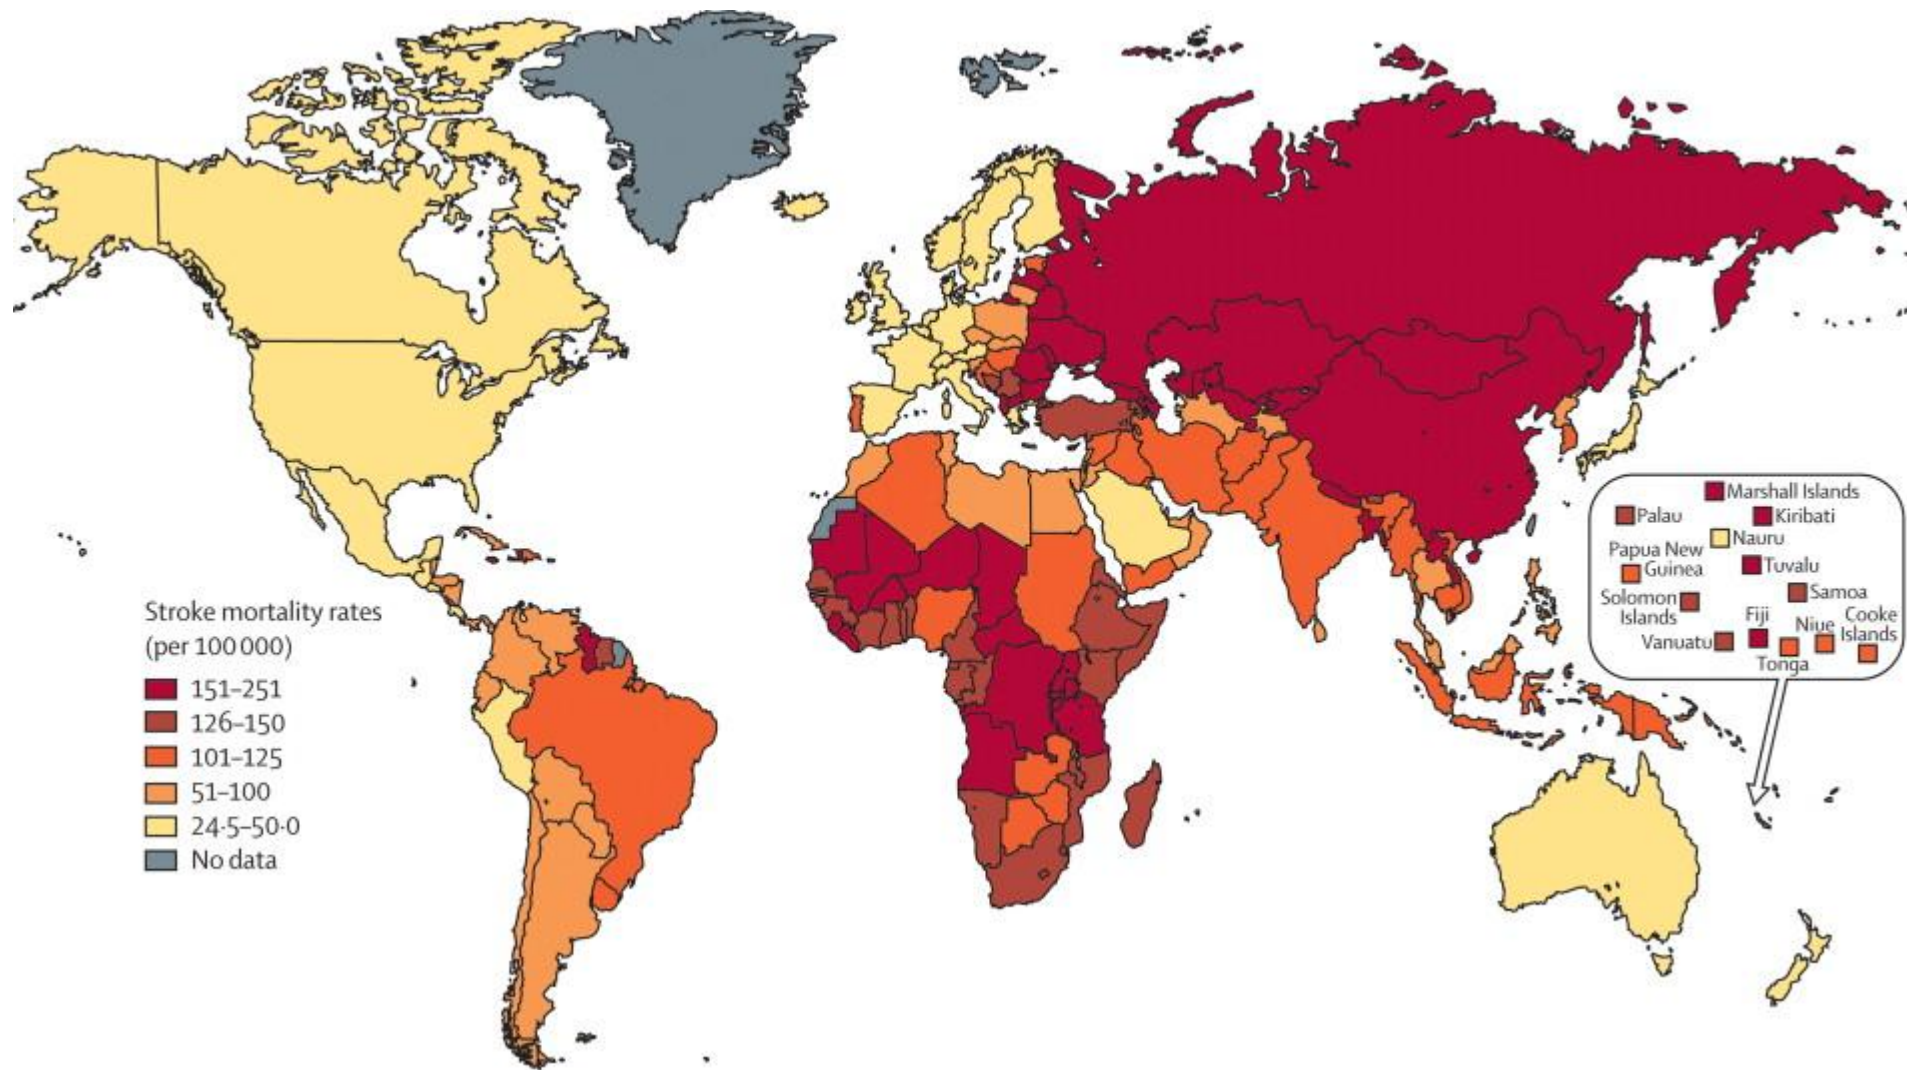 Stroke mortality rates
(per 100 000)
151–251
126–150
101–125
51–100
24·5–50·0
No data
Marshall Islands
Palau
Kiribati
Nauru
Papua New
Guinea
Tuvalu
Samoa
Solomon
Islands
Fiji
Niue
Cooke
Islands
Vanuatu
Tonga